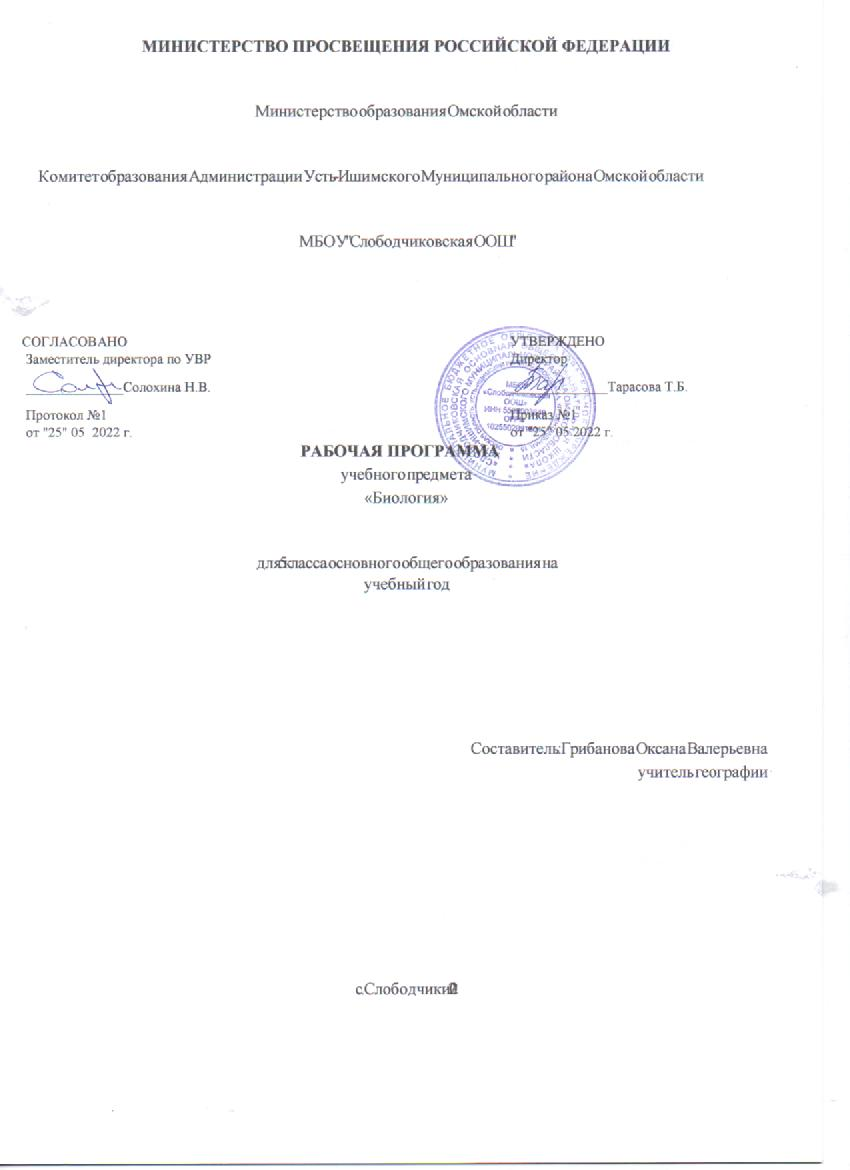 МИНИСТЕРСТВО ПРОСВЕЩЕНИЯ РОССИЙСКОЙ ФЕДЕРАЦИИ
Министерство образования Омской области
Комитет образования Администрации Усть-Ишимского Муниципального района Омской области
МБОУ "Слободчиковская ООШ"
СОГЛАСОВАНО
Заместитель директора по УВР
Солохина Н.В.
Протокол №1
от "25" 05 2022 г.
УТВЕРЖДЕНО
Директор
Тарасова Т.Б.
Приказ №1
от "25" 05 2022 г.
РАБОЧАЯ ПРОГРАММА
учебного предмета
«Биология»
для 5 класса основного общего образования на
учебный год
Составитель: Грибанова Оксана Валерьевна
учитель географии
с.Слободчики